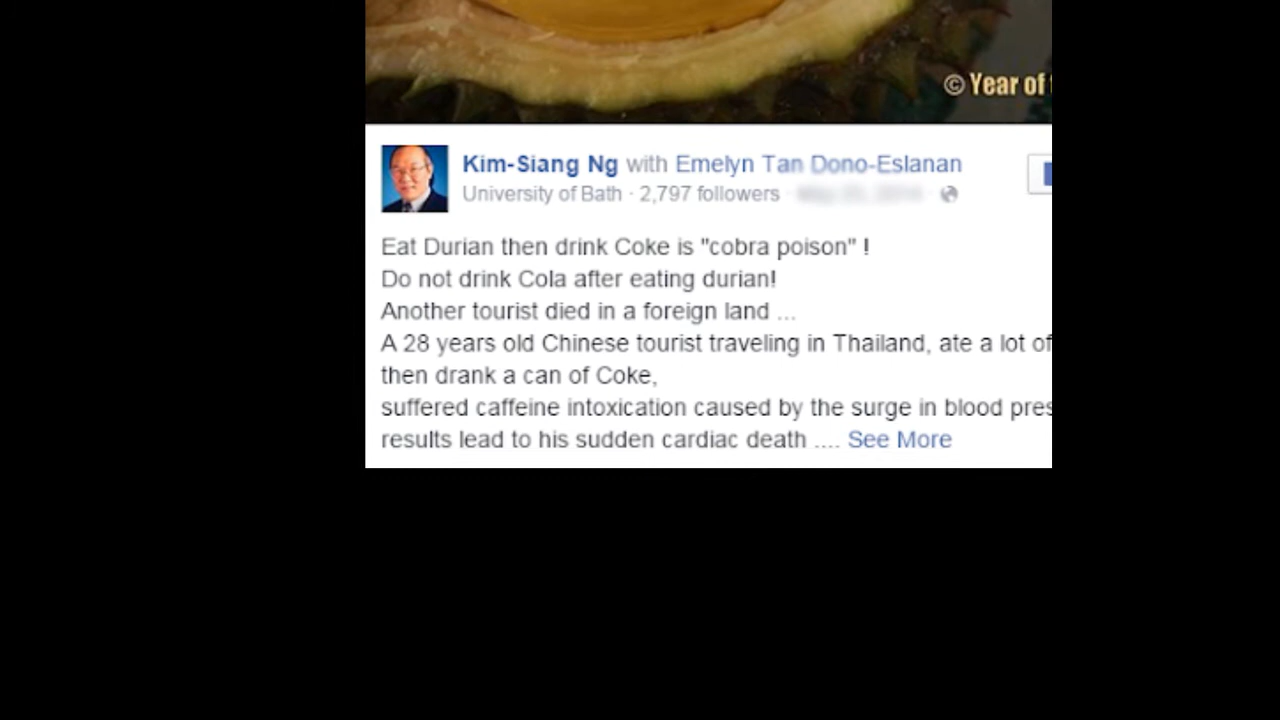 © Year of
Kim-Siang Ng with Emelyn Tan Dono-Eslanan
University of Bath · 2,797 followers ·
Eat Durian then drink Coke is "cobra poison" !
Do not drink Cola after eating durian!
Another tourist died in a foreign land ...
A 28 years old Chinese tourist traveling in Thailand, ate a lot of
then drank a can of Coke,
suffered caffeine intoxication caused by the surge in blood pres
results lead to his sudden cardiac death .... See More